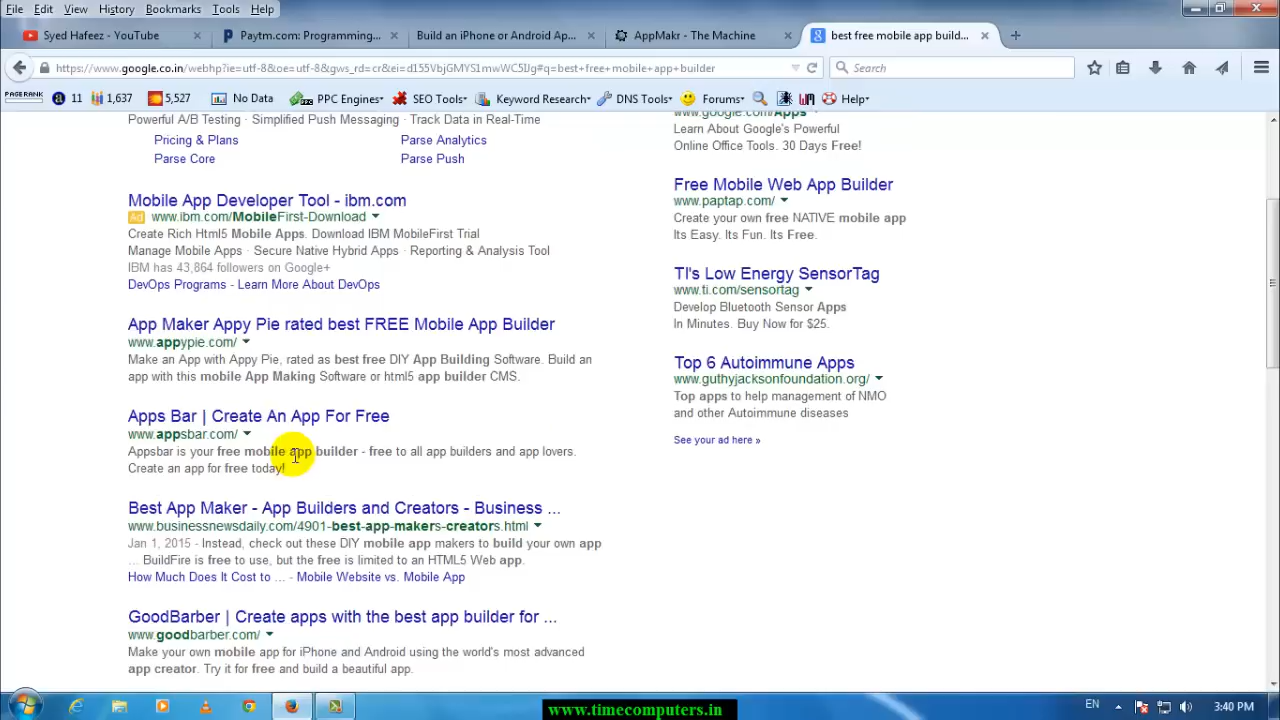 File Edit View History Bookmarks Tools Help
Syed Hafeez - YouTube × Paytm.com: Programming... × Build an iPhone or Android Ap... × AppMakr - The Machine × best free mobile app build... ×
https://www.google.co.in/webhp?ie=utf-8&oe=utf-8&gws_rd=cr&ei=d155VbjGMYS1mwWC5IJg#q=best+free+mobile+app+builder Search
PAGERANK 11 1,637 5,527 No Data PPC Engines SEO Tools Keyword Research DNS Tools Forums Help
Powerful A/B Testing · Simplified Push Messaging · Track Data in Real-Time
Pricing & Plans Parse Analytics
Parse Core Parse Push
Mobile App Developer Tool - ibm.com
Ad www.ibm.com/MobileFirst-Download
Create Rich Html5 Mobile Apps. Download IBM MobileFirst Trial
Manage Mobile Apps · Secure Native Hybrid Apps · Reporting & Analysis Tool
IBM has 43,864 followers on Google+
DevOps Programs - Learn More About DevOps
App Maker Appy Pie rated best FREE Mobile App Builder
www.appypie.com/
Make an App with Appy Pie, rated as best free DIY App Building Software. Build an
app with this mobile App Making Software or html5 app builder CMS.
Apps Bar | Create An App For Free
www.appsbar.com/
Appsbar is your free mobile app builder - free to all app builders and app lovers.
Create an app for free today!
Best App Maker - App Builders and Creators - Business ...
www.businessnewsdaily.com/4901-best-app-makers-creators.html
Jan 1, 2015 - Instead, check out these DIY mobile app makers to build your own app
... BuildFire is free to use, but the free is limited to an HTML5 Web app.
How Much Does It Cost to ... - Mobile Website vs. Mobile App
GoodBarber | Create apps with the best app builder for ...
www.goodbarber.com/
Make your own mobile app for iPhone and Android using the world's most advanced
app creator. Try it for free and build a beautiful app.
www.google.com/Apps
Learn About Google's Powerful
Online Office Tools. 30 Days Free!
Free Mobile Web App Builder
www.paptap.com/
Create your own free NATIVE mobile app
Its Easy. Its Fun. Its Free.
TI's Low Energy SensorTag
www.ti.com/sensortag
Develop Bluetooth Sensor Apps
In Minutes. Buy Now for $25.
Top 6 Autoimmune Apps
www.guthyjacksonfoundation.org/
Top apps to help management of NMO
and other Autoimmune diseases
See your ad here »
www.timecomputers.in
EN 3:40 PM